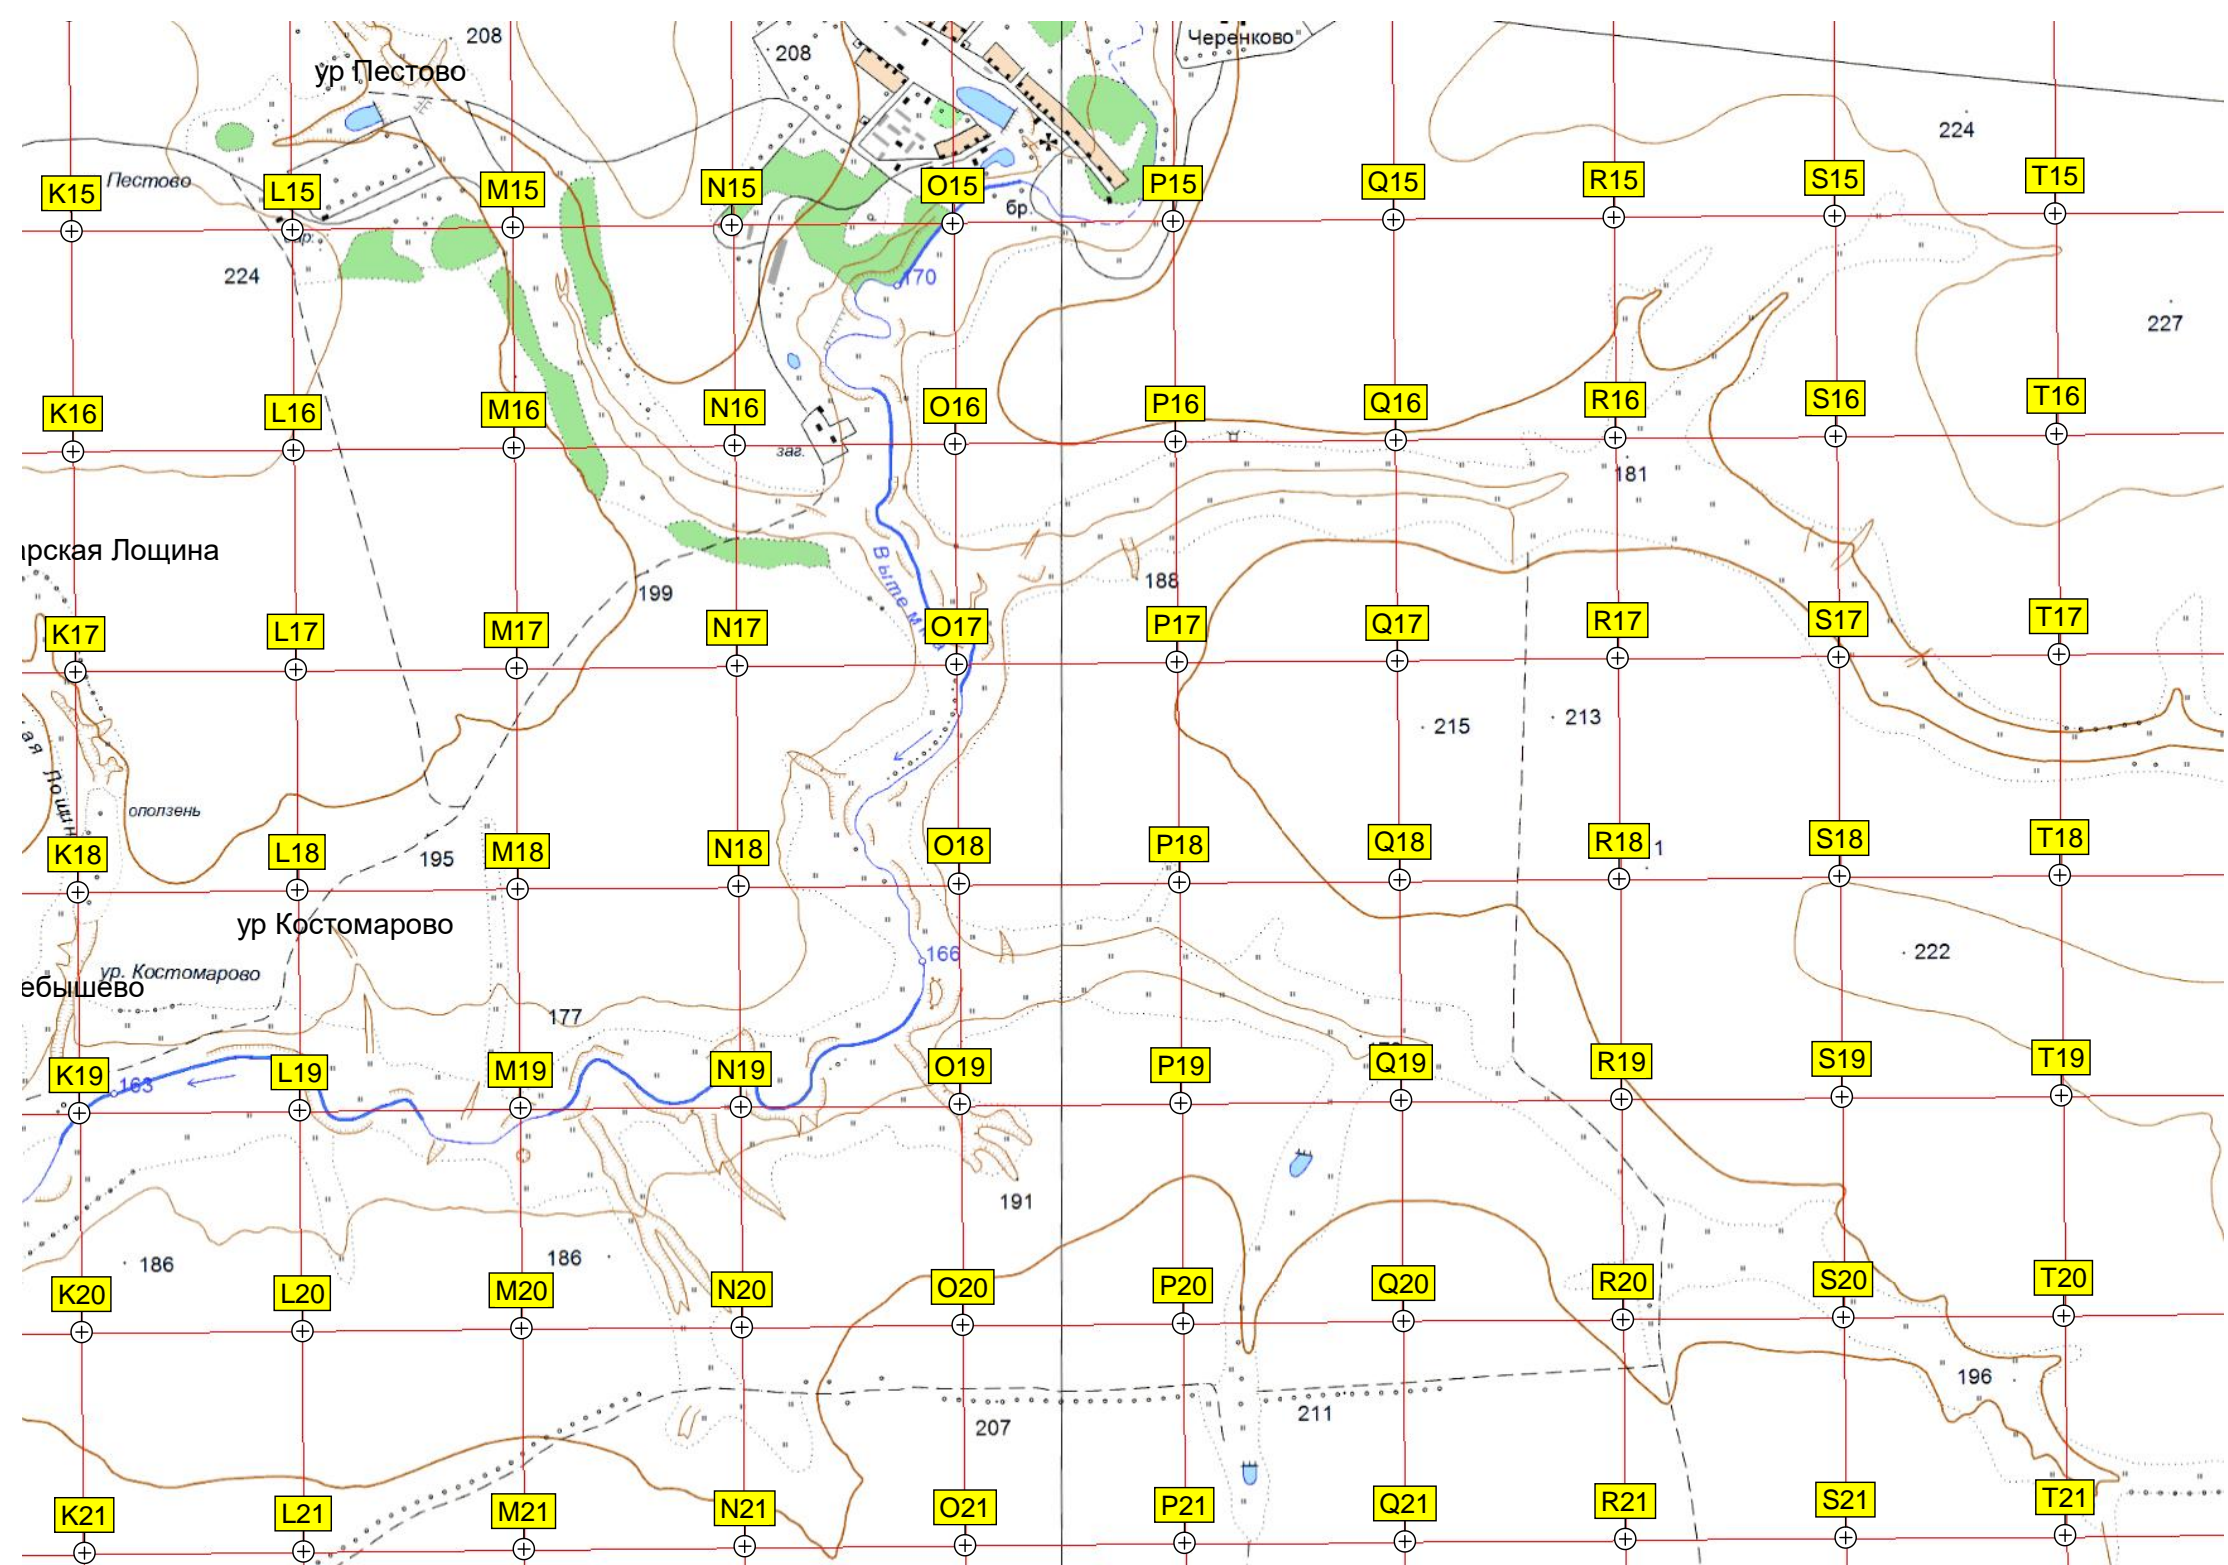 208
ур Пестово
208
Черенково
224
Пестово
K15
L15
M15
N15
O15
бр.
P15
Q15
R15
S15
T15
224
170
227
K16
L16
M16
N16
O16
P16
Q16
R16
S16
T16
заг.
181
арская Лощина
199
188
Вытемка
K17
L17
M17
N17
O17
P17
Q17
R17
S17
T17
215
213
ая Лощин
оползень
195
K18
L18
M18
N18
O18
P18
Q18
R18
1
S18
T18
ур Костомарово
166
222
ур. Костомарово
ебышево
177
K19
163
L19
M19
N19
O19
P19
Q19
R19
S19
T19
191
186
186
K20
L20
M20
N20
O20
P20
Q20
R20
S20
T20
196
207
211
K21
L21
M21
N21
O21
P21
Q21
R21
S21
T21